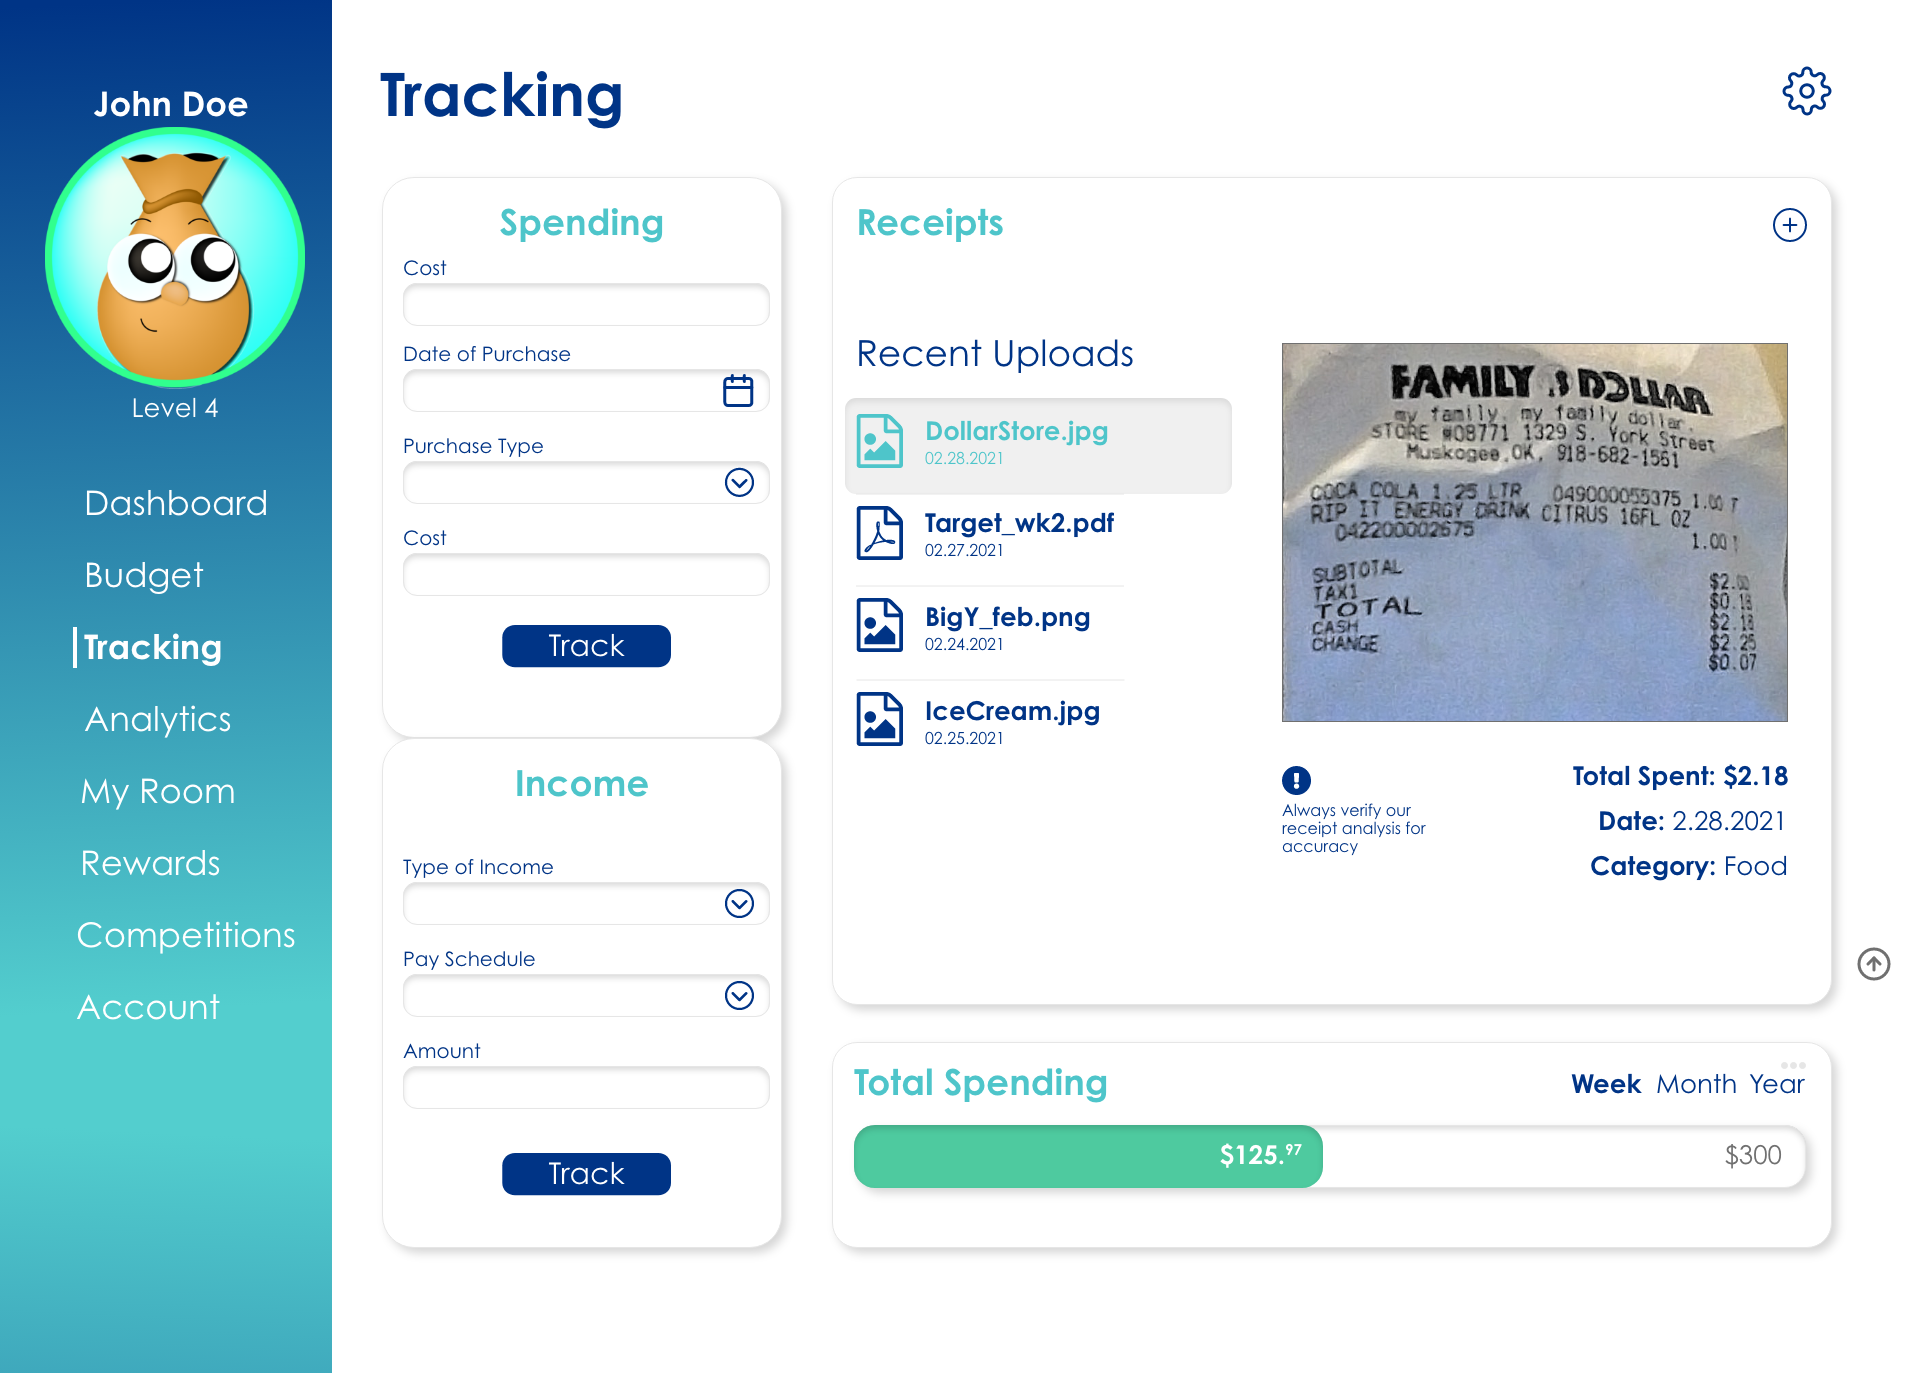 John Doe
Level 4
Dashboard
Budget
Tracking
Analytics
My Room
Rewards
Competitions
Account
Tracking
Spending
Cost
Date of Purchase
Purchase Type
Cost
Track
Income
Type of Income
Pay Schedule
Amount
Track
Receipts
Recent Uploads
DollarStore.jpg
02.28.2021
Target_wk2.pdf
02.27.2021
BigY_feb.png
02.24.2021
IceCream.jpg
02.25.2021
FAMILY DOLLAR
my family. my family dollar.
STORE #08771 1329 S. York Street
Muskogee,OK, 918-682-1561
COCA COLA 1.25 LTR 049000055375 1.00 T
RIP IT ENERGY DRINK CITRUS 16FL OZ
042200002675
1.00 T
SUBTOTAL $2.00
TAX1 $0.18
TOTAL $2.18
CASH $2.25
CHANGE $0.07
Always verify our
receipt analysis for
accuracy
Total Spent: $2.18
Date: 2.28.2021
Category: Food
Total Spending
Week Month Year
$125.97
$300